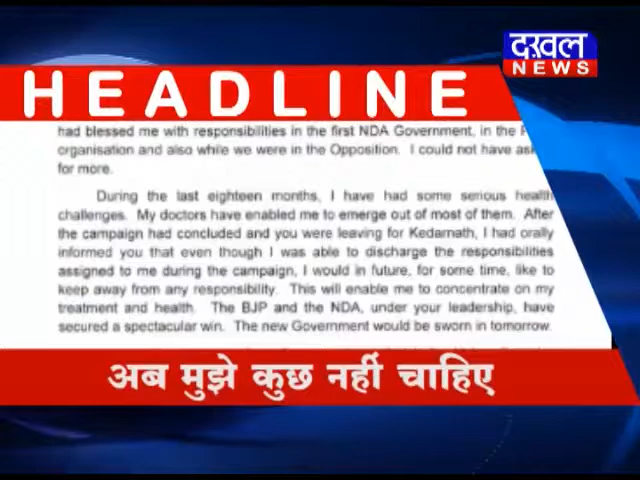 दखल
NEWS
HEADLINE
had blessed me with responsibilities in the first NDA Government, in the
organisation and also while we were in the Opposition. I could not have
for more.
During the last eighteen months, I have had some serious health
challenges. My doctors have enabled me to emerge out of most of them. After
the campaign had concluded and you were leaving for Kedarnath, I had orally
informed you that even though I was able to discharge the responsibilities
assigned to me during the campaign, I would in future, for some time, like to
keep away from any responsibility. This will enable me to concentrate on my
treatment and health. The BJP and the NDA, under your leadership, have
secured a spectacular win. The new Government would be sworn in tomorrow.
अब मुझे कुछ नहीं चाहिए